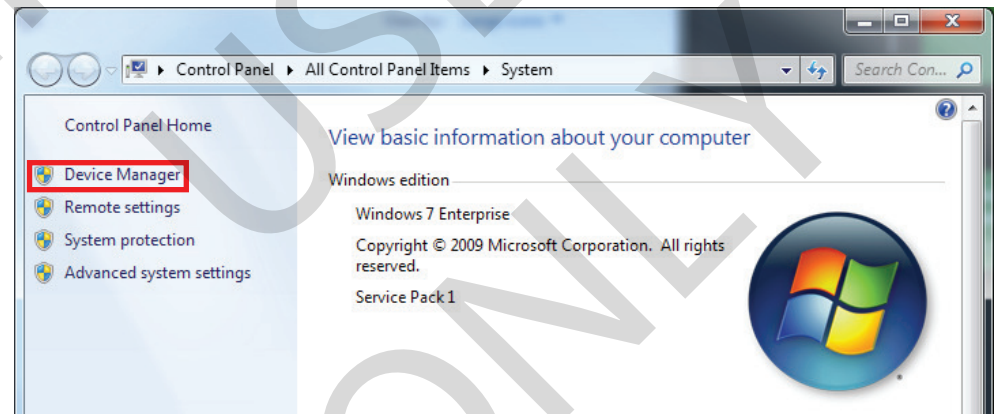 Control Panel ▸ All Control Panel Items ▸ System
Search Con...
Control Panel Home
Device Manager
Remote settings
System protection
Advanced system settings
View basic information about your computer
Windows edition
Windows 7 Enterprise
Copyright © 2009 Microsoft Corporation. All rights
reserved.
Service Pack 1
USE
ONLY